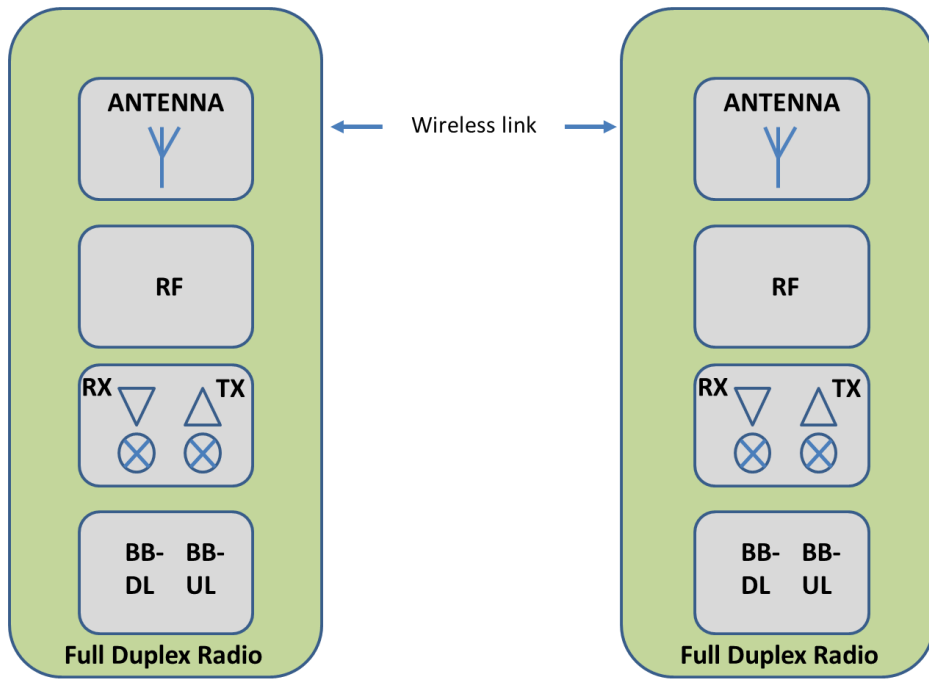 ANTENNA
RF
RX TX
BB- BB-
DL UL
Full Duplex Radio
Wireless link
ANTENNA
RF
RX TX
BB- BB-
DL UL
Full Duplex Radio